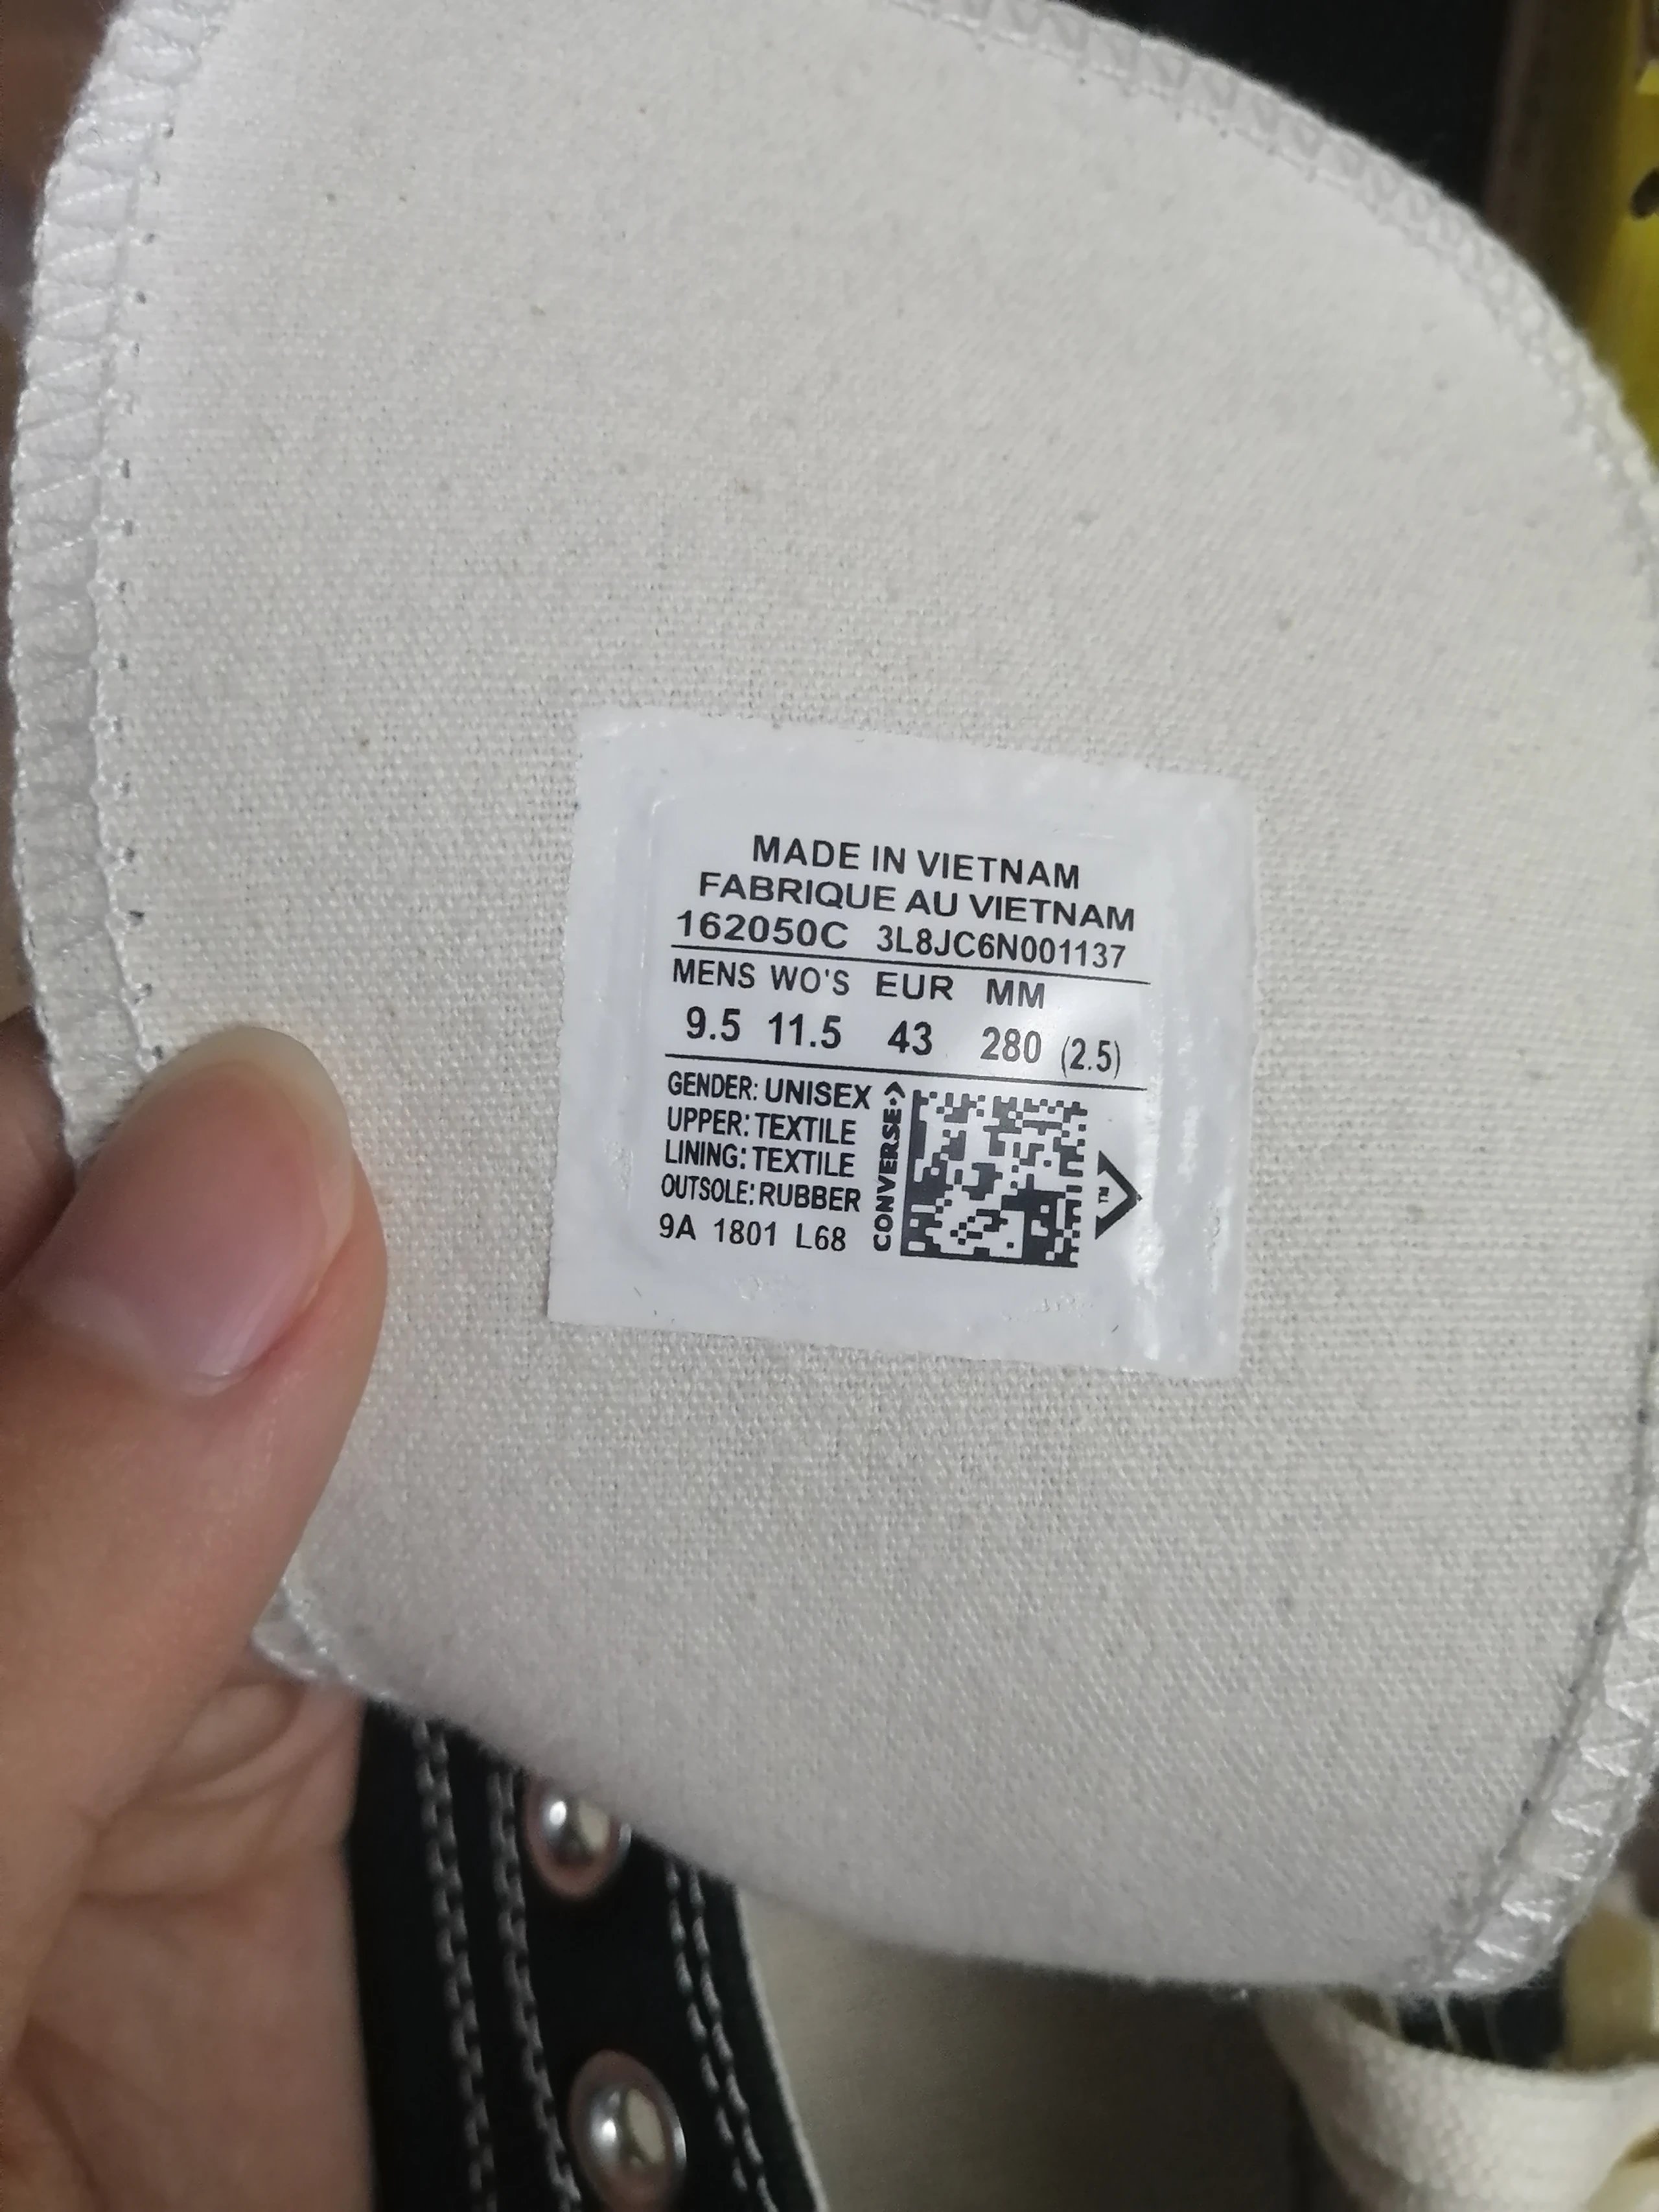 MADE IN VIETNAM
FABRIQUE AU VIETNAM
162050C 3L8JC6N001137
MENS WO'S EUR MM
9.5 11.5 43 280 (2.5)
GENDER: UNISEX
UPPER: TEXTILE
LINING: TEXTILE
OUTSOLE: RUBBER
9A 1801 L68
CONVERSE
TM